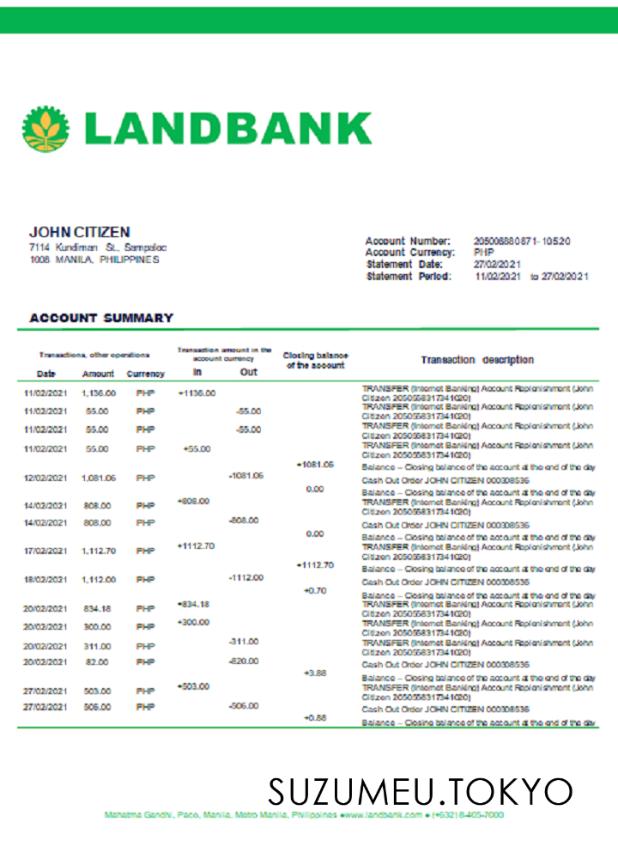 LANDBANK
JOHN CITIZEN
7114 Kundiman St., Sampaloc
1008 MANILA, PHILIPPINES
Account Number: 205008880871-10520
Account Currency: PHP
Statement Date: 27/02/2021
Statement Period: 11/02/2021 to 27/02/2021
ACCOUNT SUMMARY
Transactions, other operations
Transaction amount in the account currency
Closing balance of the account
Transaction description
Date Amount Currency In Out
11/02/2021 1,136.00 PHP +1136.00 TRANSFER (Internet Banking) Account Replenishment (John
Citizen 2050568317341020)
11/02/2021 55.00 PHP -55.00 TRANSFER (Internet Banking) Account Replenishment (John
Citizen 2050568317341020)
11/02/2021 55.00 PHP -55.00 TRANSFER (Internet Banking) Account Replenishment (John
Citizen 2050568317341020)
11/02/2021 55.00 PHP +55.00 TRANSFER (Internet Banking) Account Replenishment (John
Citizen 2050568317341020)
+1081.06 Balance – Closing balance of the account at the end of the day
12/02/2021 1,081.06 PHP -1081.06 Cash Out Order JOHN CITIZEN 000308536
0.00 Balance – Closing balance of the account at the end of the day
14/02/2021 808.00 PHP +808.00 TRANSFER (Internet Banking) Account Replenishment (John
Citizen 2050568317341020)
14/02/2021 808.00 PHP -808.00 Cash Out Order JOHN CITIZEN 000308536
0.00 Balance – Closing balance of the account at the end of the day
17/02/2021 1,112.70 PHP +1112.70 TRANSFER (Internet Banking) Account Replenishment (John
Citizen 2050568317341020)
+1112.70 Balance – Closing balance of the account at the end of the day
18/02/2021 1,112.00 PHP -1112.00 Cash Out Order JOHN CITIZEN 000308536
+0.70 Balance – Closing balance of the account at the end of the day
20/02/2021 834.18 PHP +834.18 TRANSFER (Internet Banking) Account Replenishment (John
Citizen 2050568317341020)
20/02/2021 300.00 PHP +300.00 TRANSFER (Internet Banking) Account Replenishment (John
Citizen 2050568317341020)
20/02/2021 311.00 PHP -311.00 TRANSFER (Internet Banking) Account Replenishment (John
Citizen 2050568317341020)
20/02/2021 82.00 PHP -820.00 Cash Out Order JOHN CITIZEN 000308536
+3.88 Balance – Closing balance of the account at the end of the day
27/02/2021 503.00 PHP +503.00 TRANSFER (Internet Banking) Account Replenishment (John
Citizen 2050568317341020)
27/02/2021 506.00 PHP -506.00 Cash Out Order JOHN CITIZEN 000308536
+0.88 Balance – Closing balance of the account at the end of the day
SUZUMEU.TOKYO
Mahatma Gandhi, Paco, Manila, Metro Manila, Philippines ●www.landbank.com ● (+632) 8-405-7000